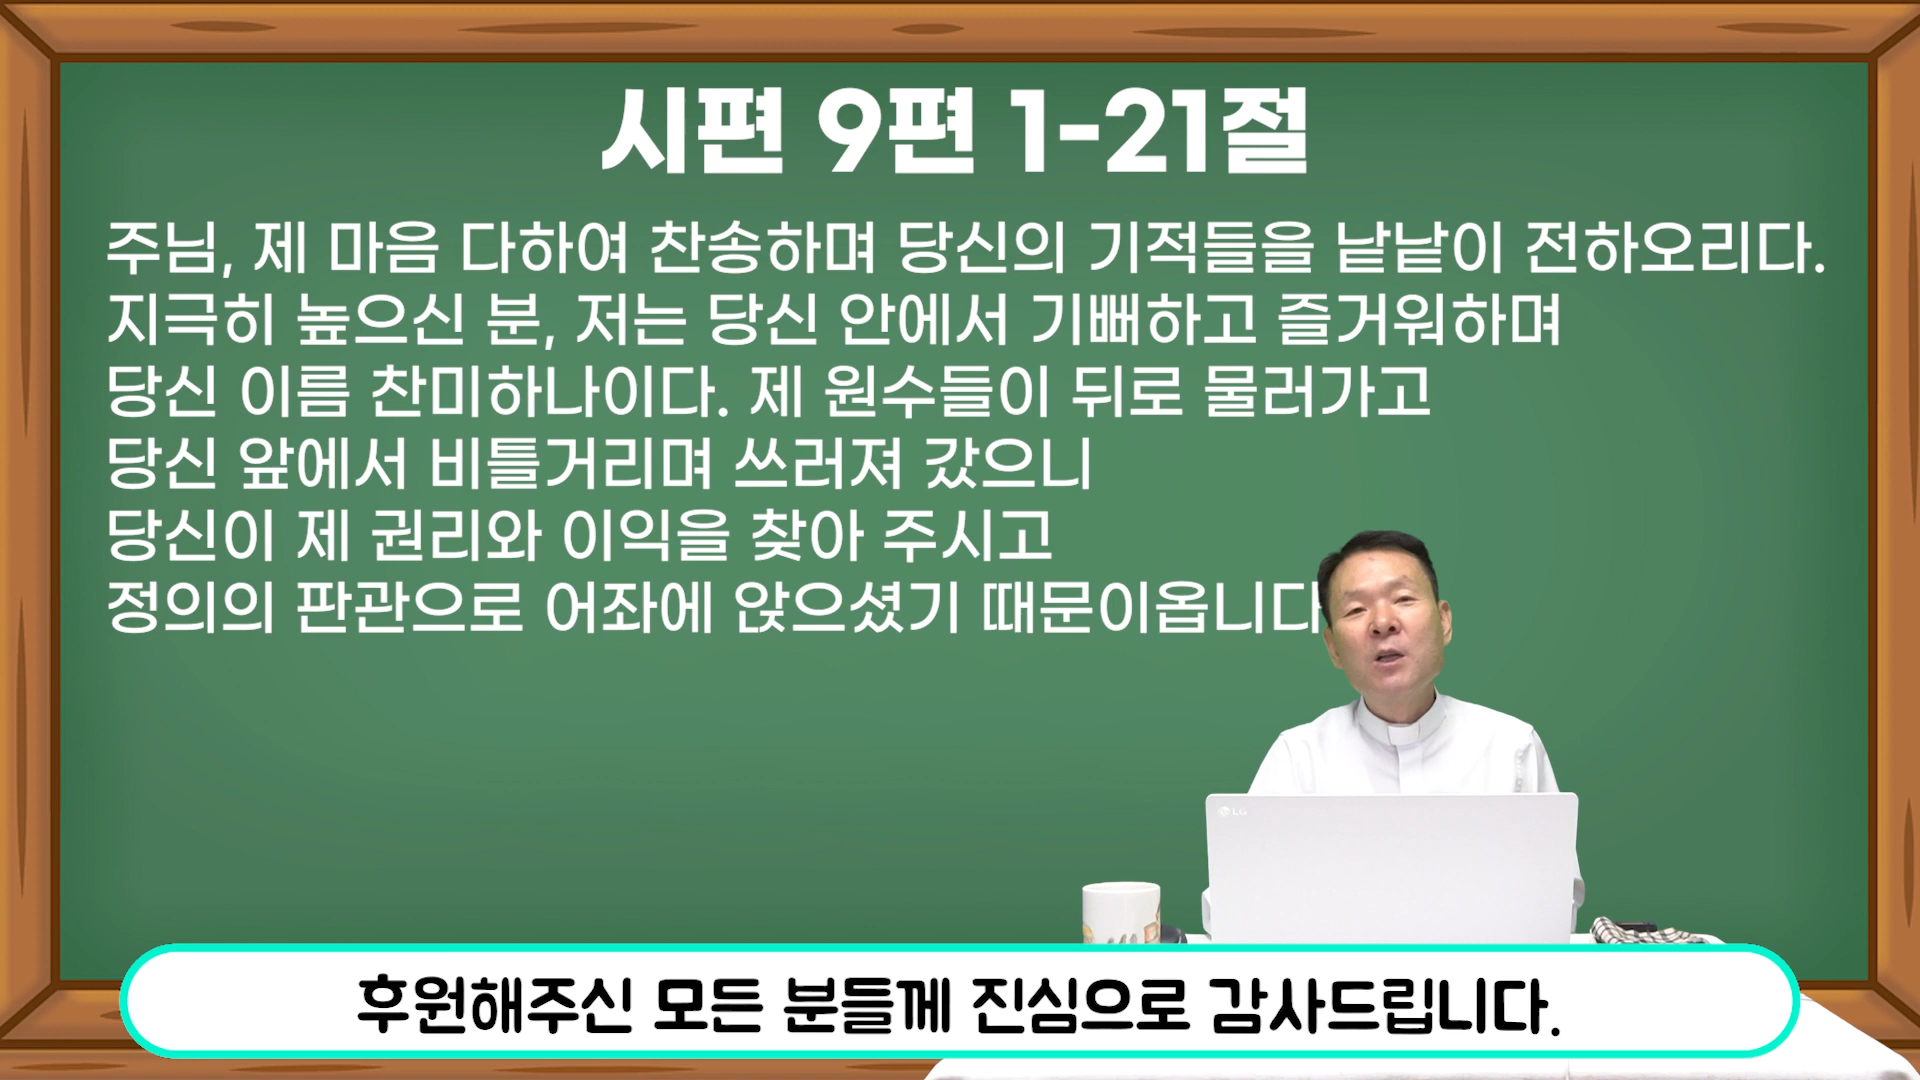 시편 9편 1-21절
주님, 제 마음 다하여 찬송하며 당신의 기적들을 낱낱이 전하오리다.
지극히 높으신 분, 저는 당신 안에서 기뻐하고 즐거워하며
당신 이름 찬미하나이다. 제 원수들이 뒤로 물러가고
당신 앞에서 비틀거리며 쓰러져 갔으니
당신이 제 권리와 이익을 찾아 주시고
정의의 판관으로 어좌에 앉으셨기 때문이옵니다
LG
후원해주신 모든 분들께 진심으로 감사드립니다.